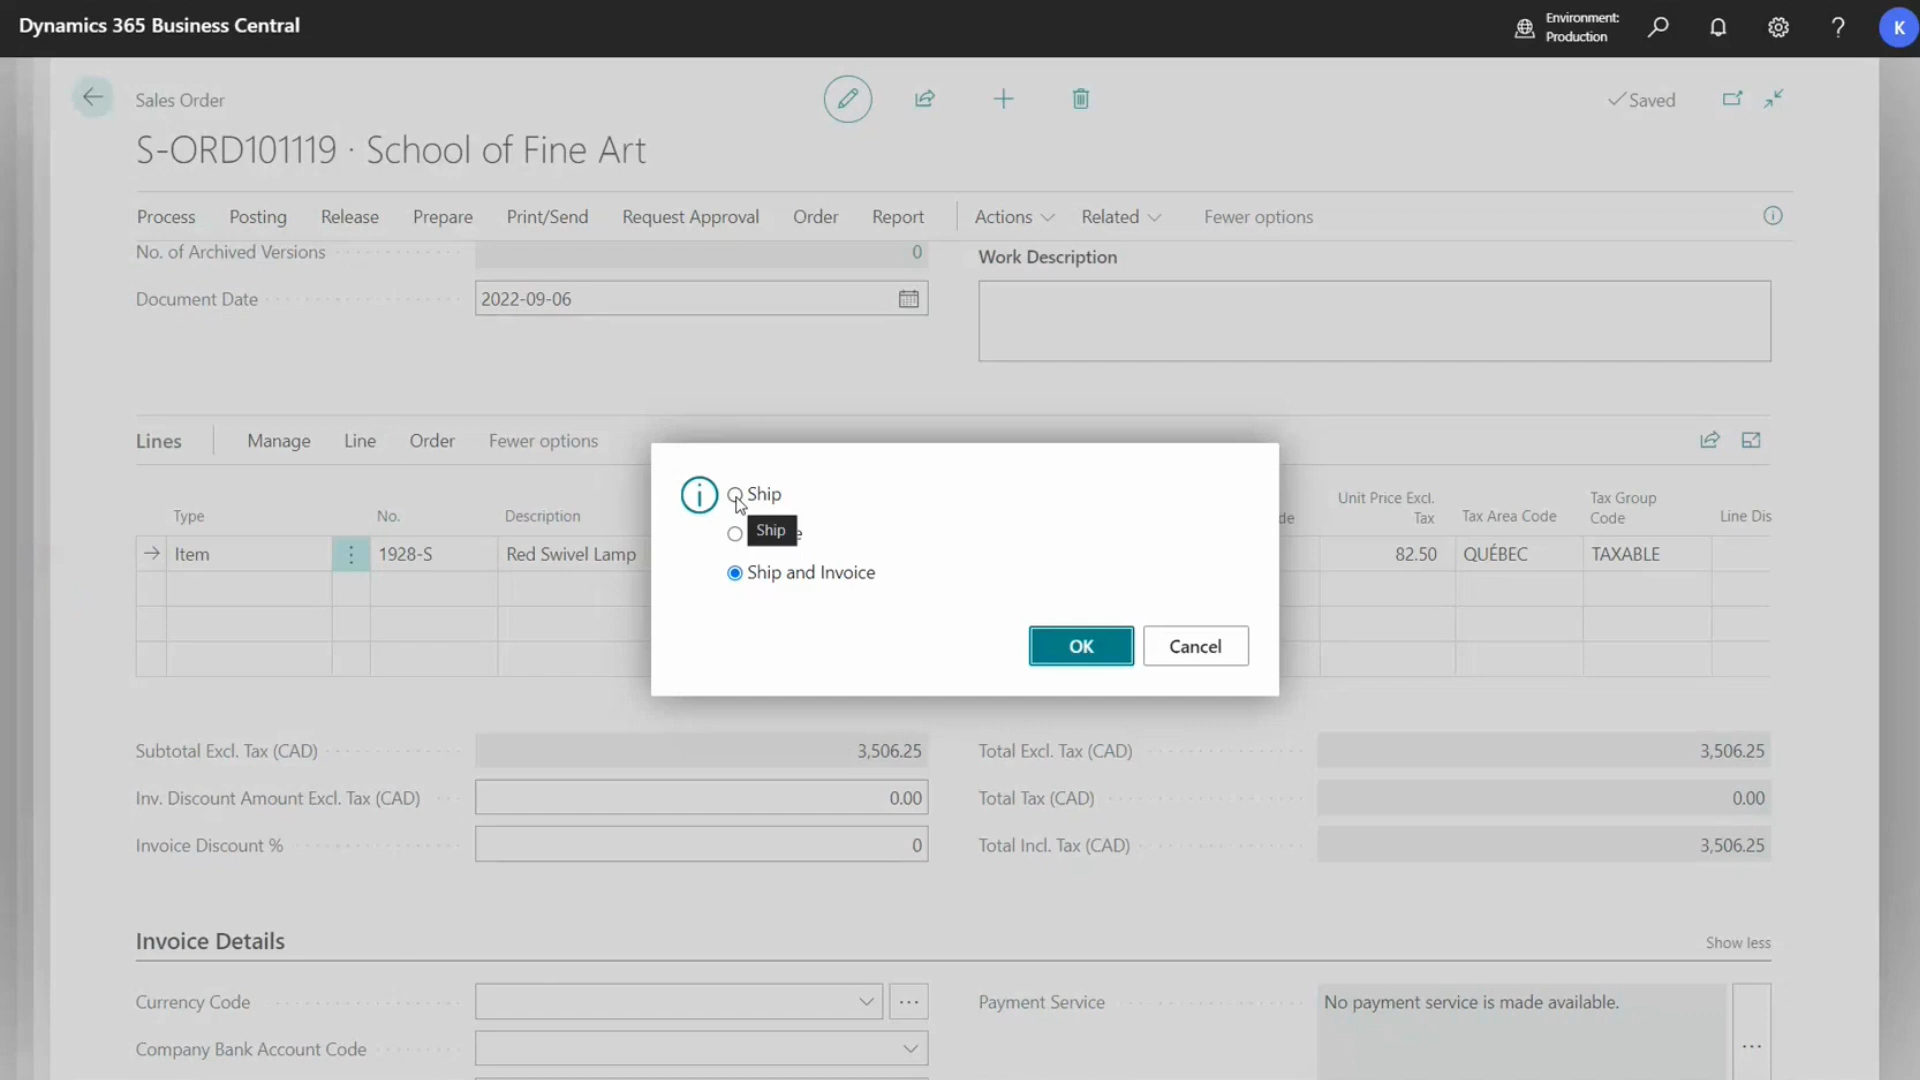 Dynamics 365 Business Central
Environment:
Production
K
Sales Order
Saved
S-ORD101119 · School of Fine Art
Process Posting Release Prepare Print/Send Request Approval Order Report Actions Related Fewer options
No. of Archived Versions 0
Work Description
Document Date 2022-09-06
Lines Manage Line Order Fewer options
Ship
Ship
Ship and Invoice
OK Cancel
Type No. Description Unit Price Excl. Tax Tax Area Code Tax Group Code Line Dis
Item 1928-S Red Swivel Lamp 82.50 QUÉBEC TAXABLE
Subtotal Excl. Tax (CAD) 3,506.25 Total Excl. Tax (CAD) 3,506.25
Inv. Discount Amount Excl. Tax (CAD) 0.00 Total Tax (CAD) 0.00
Invoice Discount % 0 Total Incl. Tax (CAD) 3,506.25
Invoice Details Show less
Currency Code Payment Service No payment service is made available.
Company Bank Account Code